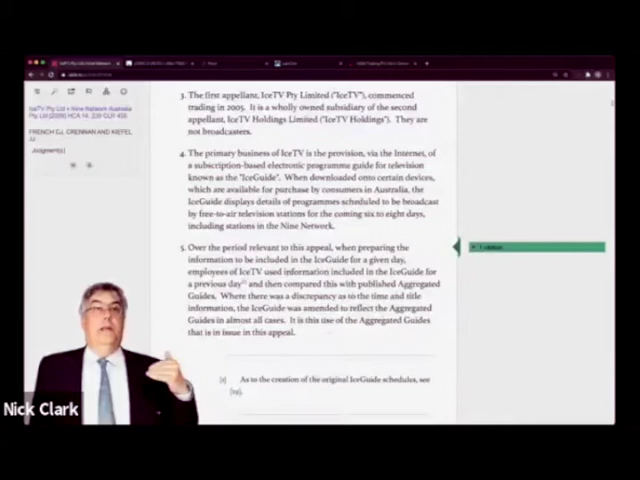 IceTV Pty Ltd v Nine Network Australia
Pty Ltd [2009] HCA 14, 239 CLR 458
FRENCH CJ, CRENNAN AND KIEFEL
JJ
Judgment(s)
3. The first appellant, IceTV Pty Limited ("IceTV"), commenced
trading in 2005. It is a wholly owned subsidiary of the second
appellant, IceTV Holdings Limited ("IceTV Holdings"). They are
not broadcasters.
4. The primary business of IceTV is the provision, via the Internet, of
a subscription-based electronic programme guide for television
known as the "IceGuide". When downloaded onto certain devices,
which are available for purchase by consumers in Australia, the
IceGuide displays details of programmes scheduled to be broadcast
by free-to-air television stations for the coming six to eight days,
including stations in the Nine Network.
5. Over the period relevant to this appeal, when preparing the
information to be included in the IceGuide for a given day,
employees of IceTV used information included in the IceGuide for
a previous day and then compared this with published Aggregated
Guides. Where there was a discrepancy as to the time and title
information, the IceGuide was amended to reflect the Aggregated
Guides in almost all cases. It is this use of the Aggregated Guides
that is in issue in this appeal.
[2] As to the creation of the original IceGuide schedules, see
Nick Clark